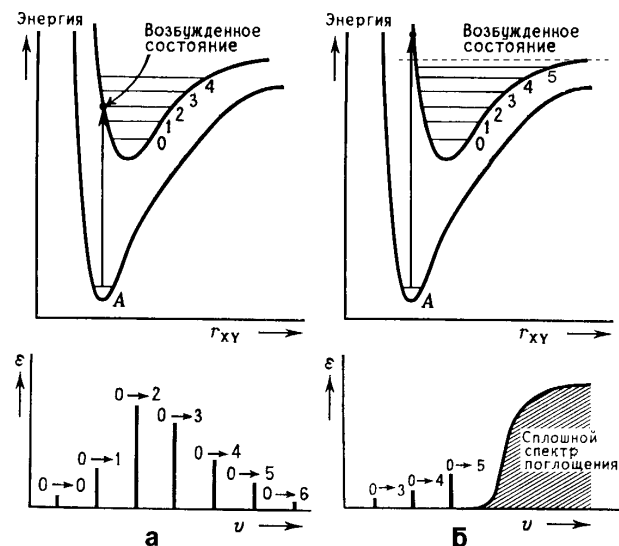 Энергия
Возбужденное
состояние
4
3
2
1
0
A
r_XY
ε
0→0
0→1
0→2
0→3
0→4
0→5
0→6
υ
а
Энергия
Возбужденное
состояние
5
4
3
2
1
0
A
r_XY
ε
0→3
0→4
0→5
Сплошной
спектр
поглощения
υ
б